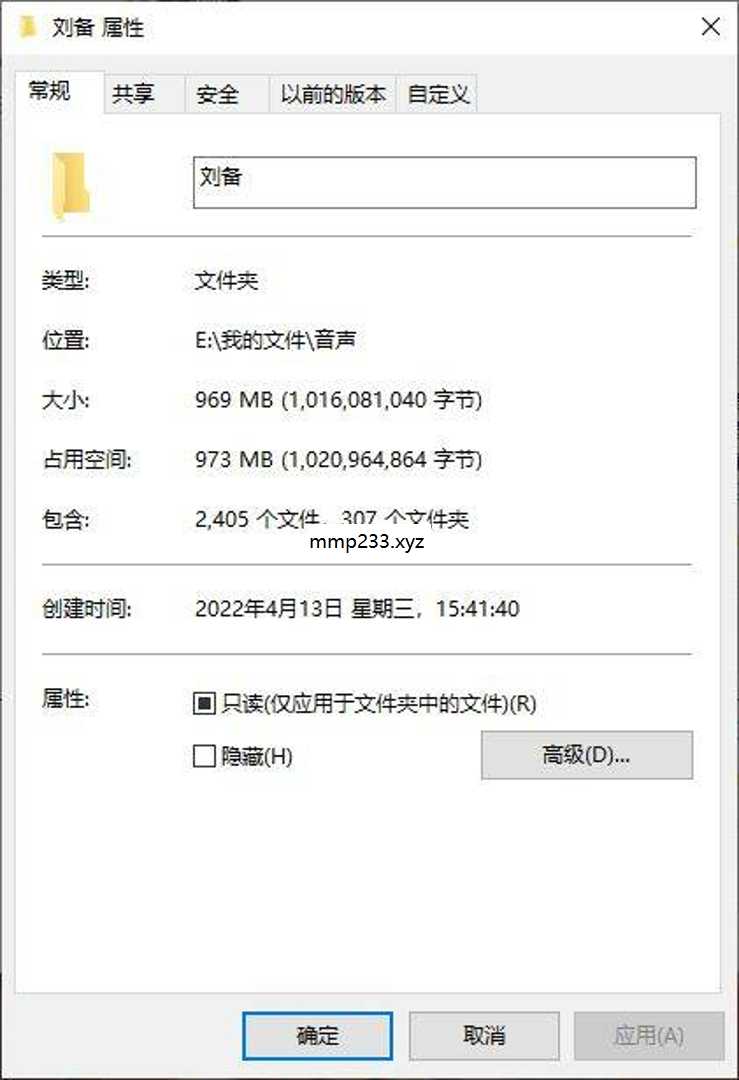 刘备 属性
常规 共享 安全 以前的版本 自定义
刘备
类型: 文件夹
位置: E:\我的文件\音声
大小: 969 MB (1,016,081,040 字节)
占用空间: 973 MB (1,020,964,864 字节)
包含: 2,405 个文件，307 个文件夹
mmp233.xyz
创建时间: 2022年4月13日 星期三，15:41:40
属性: 只读(仅应用于文件夹中的文件)(R)
隐藏(H) 高级(D)...
确定 取消 应用(A)